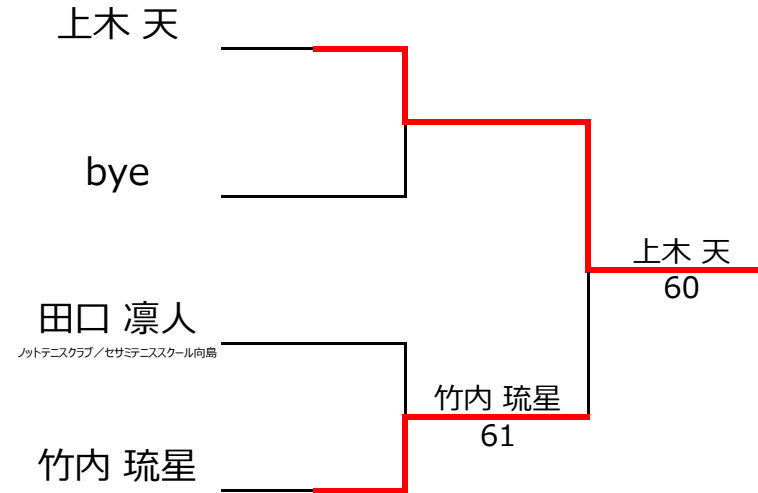 上木 天
bye
上木 天
60
田口 凛人
ノットテニスクラブ／セサミテニススクール向島
竹内 琉星
61
竹内 琉星